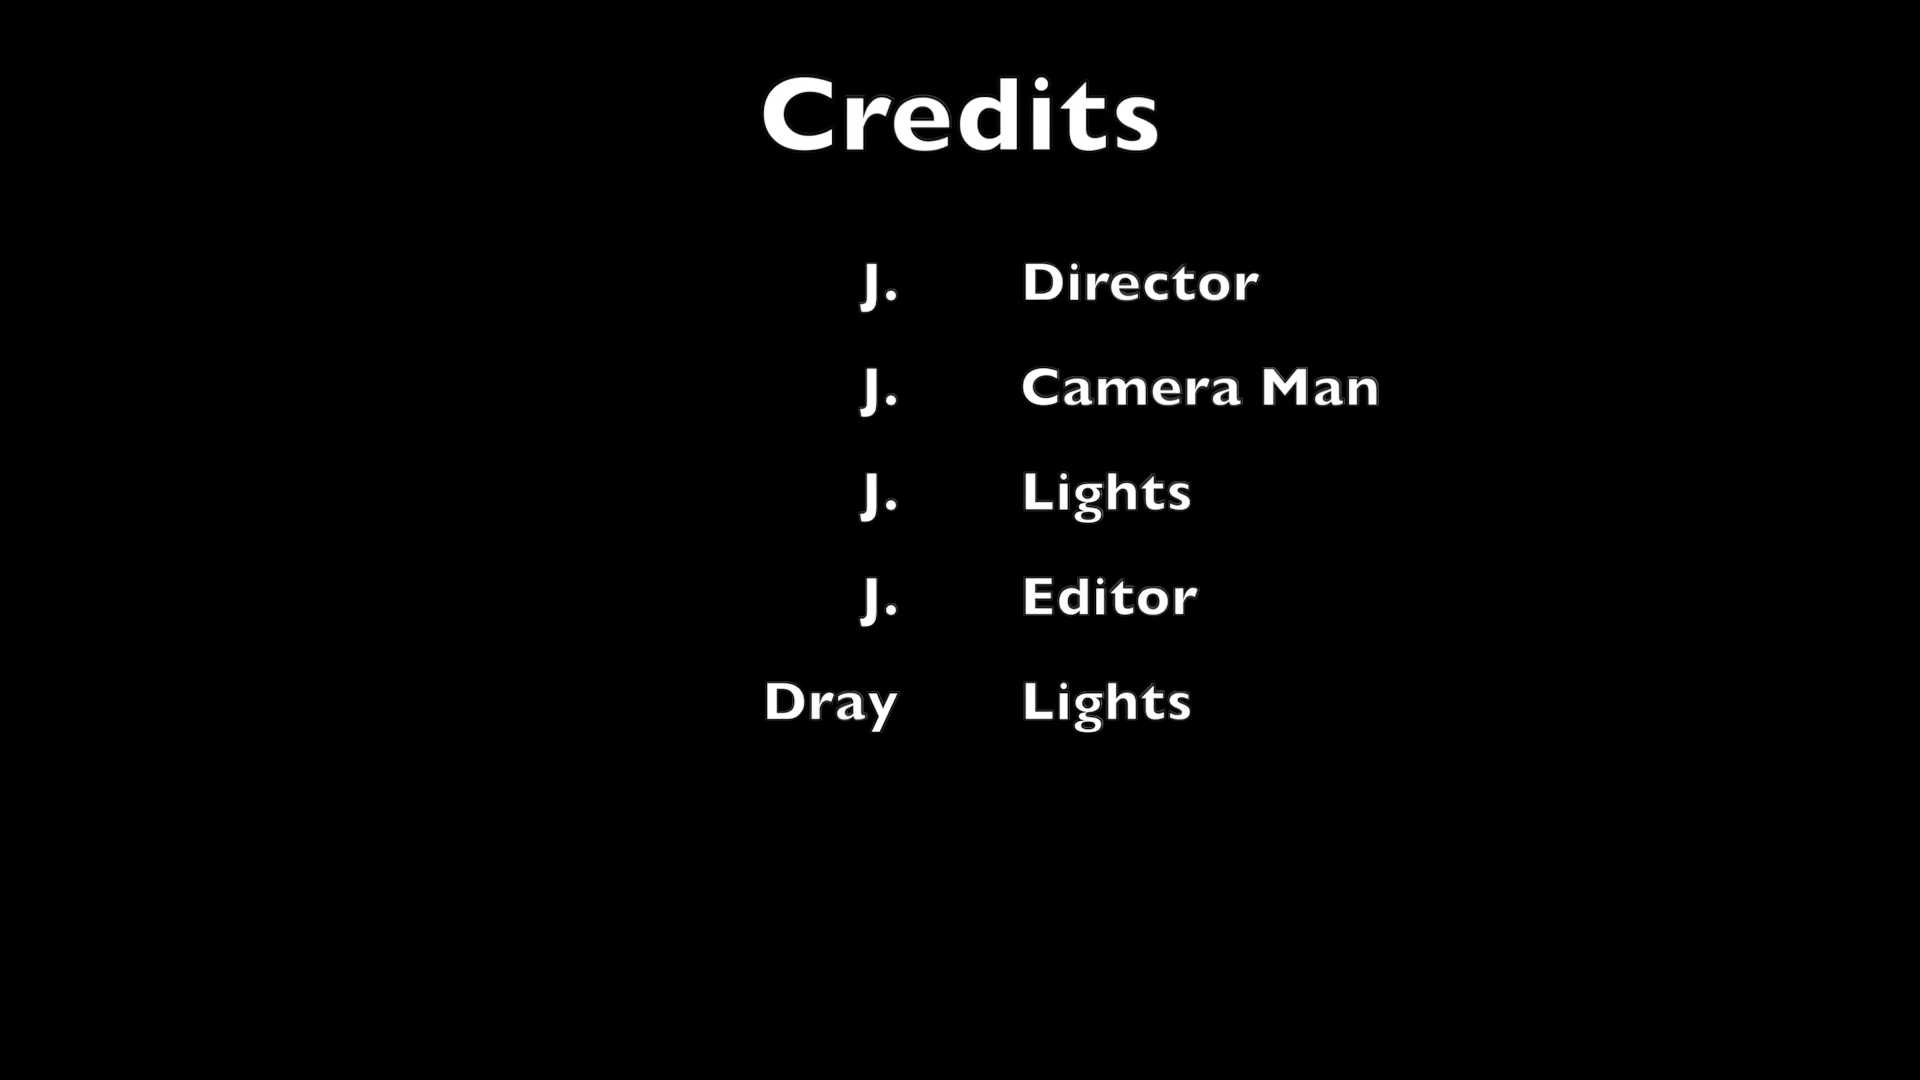 Credits
J. Director
J. Camera Man
J. Lights
J. Editor
Dray Lights